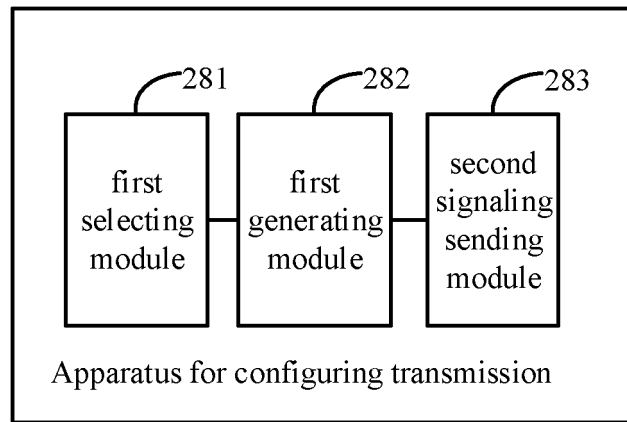 281
282
283
first
selecting
module
first
generating
module
second
signaling
sending
module
Apparatus for configuring transmission